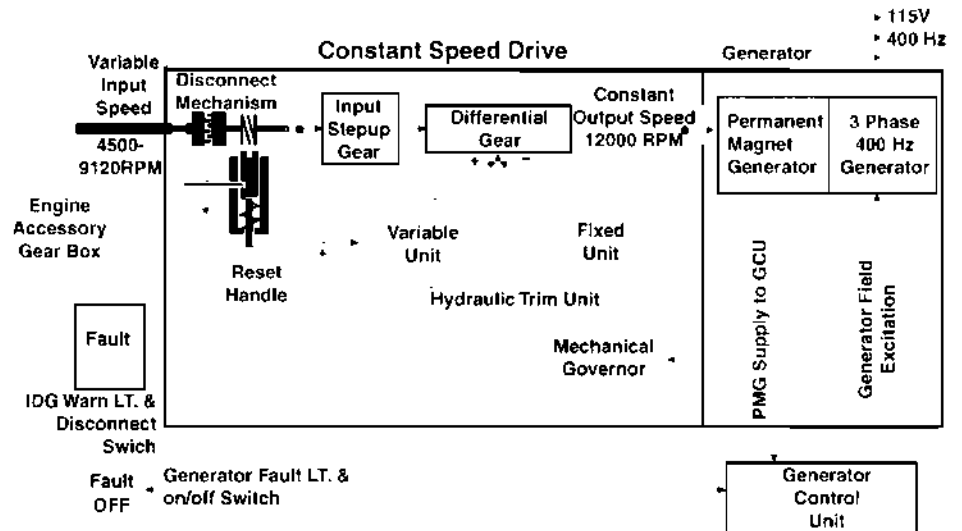 115V
400 Hz
Constant Speed Drive
Generator
Variable
Input
Speed
Disconnect
Mechanism
4500-
9120RPM
Input
Stepup
Gear
Differential
Gear
+ -
Constant
Output Speed
12000 RPM
Permanent
Magnet
Generator
3 Phase
400 Hz
Generator
Engine
Accessory
Gear Box
Reset
Handle
Variable
Unit
Fixed
Unit
Hydraulic Trim Unit
Mechanical
Governor
PMG Supply to GCU
Generator Field
Excitation
Fault
IDG Warn LT. &
Disconnect
Swich
Fault
OFF
Generator Fault LT. &
on/off Switch
Generator
Control
Unit